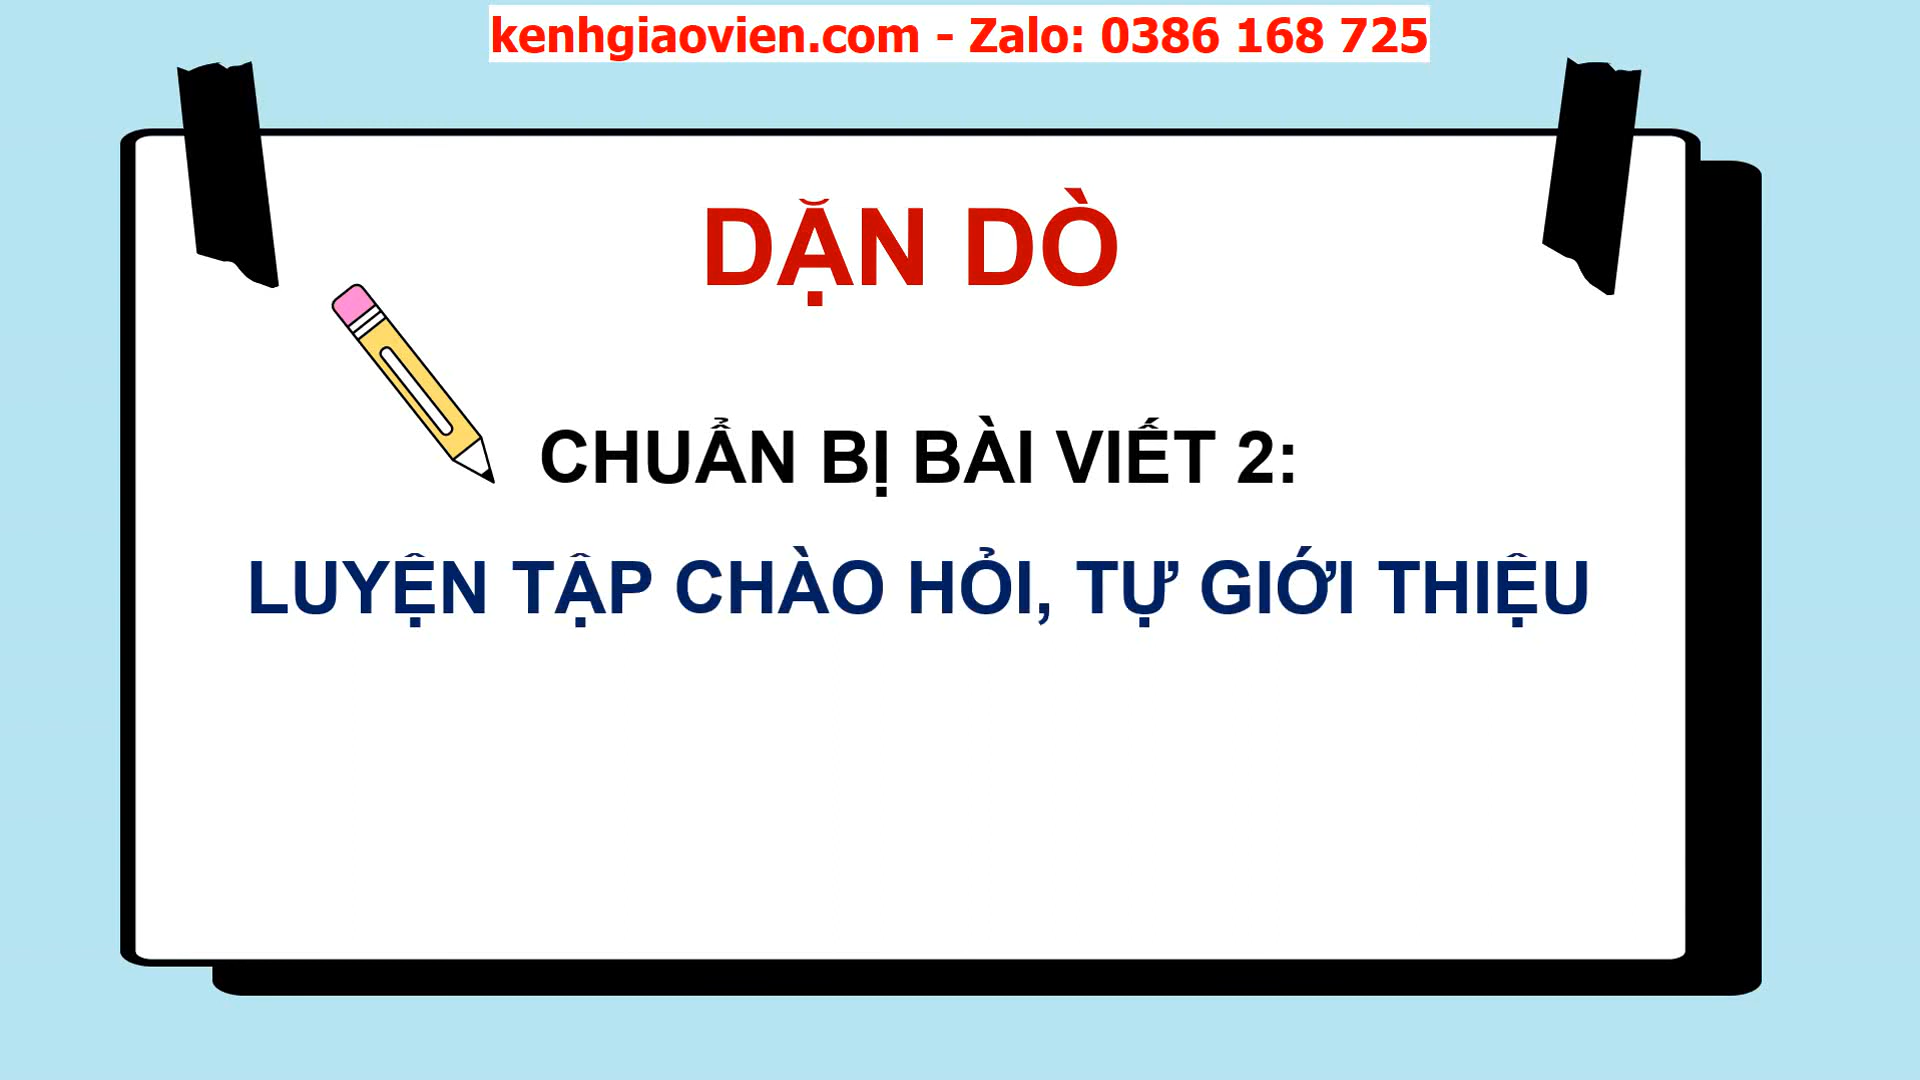 kenhgiaovien.com - Zalo: 0386 168 725
DẶN DÒ
CHUẨN BỊ BÀI VIẾT 2:
LUYỆN TẬP CHÀO HỎI, TỰ GIỚI THIỆU